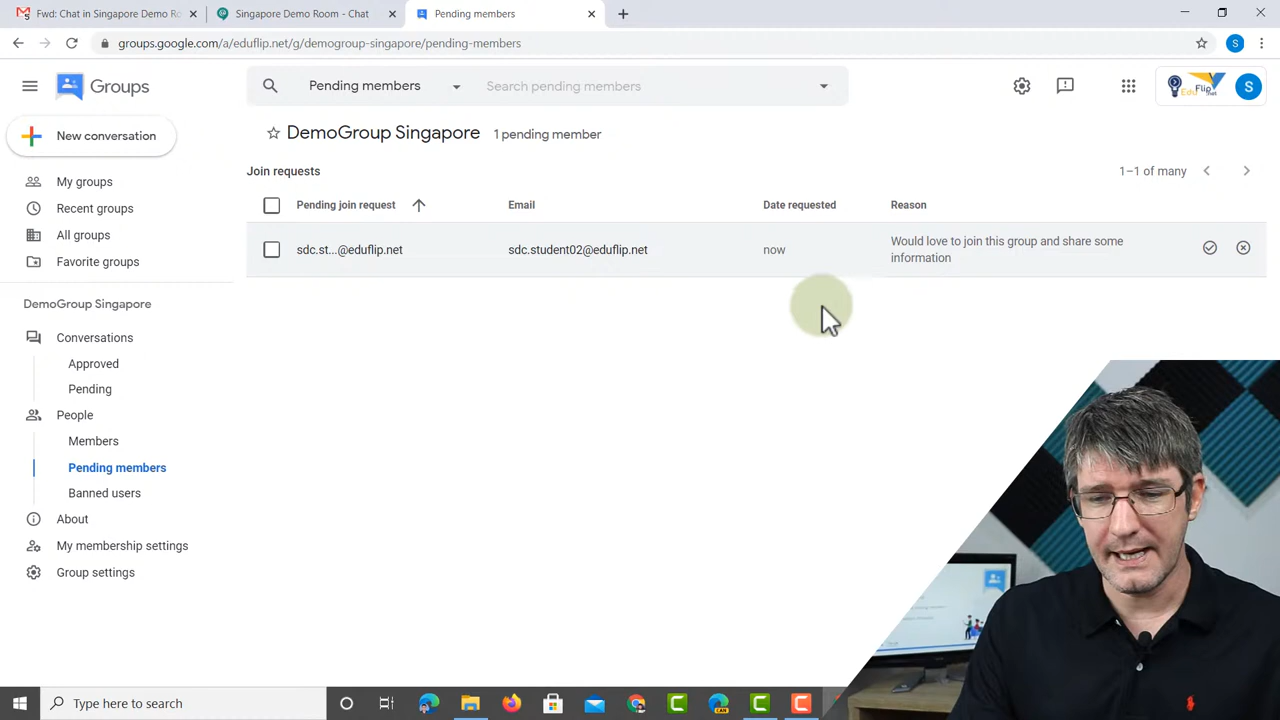 Fwd: Chat in Singapore Demo Ro
Singapore Demo Room - Chat
Pending members
groups.google.com/a/eduflip.net/g/demogroup-singapore/pending-members
S
Groups
Pending members
Search pending members
EduFlip.net
S
New conversation
DemoGroup Singapore
1 pending member
My groups
Recent groups
All groups
Favorite groups
Join requests
1–1 of many
Pending join request
Email
Date requested
Reason
sdc.st...@eduflip.net
sdc.student02@eduflip.net
now
Would love to join this group and share some
information
DemoGroup Singapore
Conversations
Approved
Pending
People
Members
Pending members
Banned users
About
My membership settings
Group settings
Type here to search
CAN